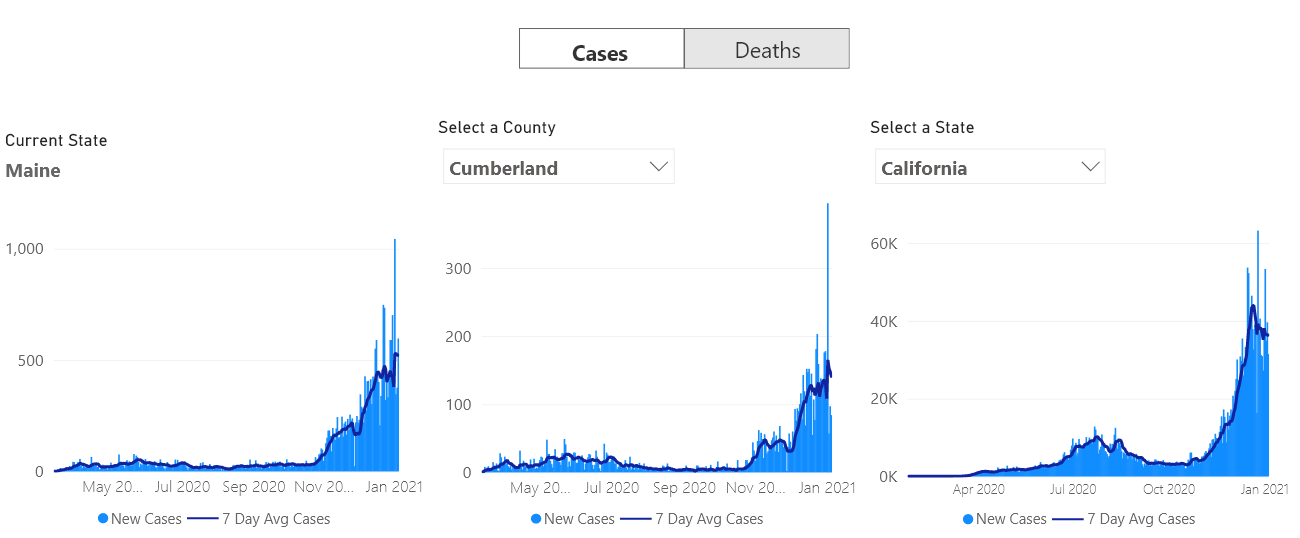 Cases
Deaths
Current State
Maine
1,000
500
0
May 20...
Jul 2020
Sep 2020
Nov 20...
Jan 2021
New Cases
7 Day Avg Cases
Select a County
Cumberland
300
200
100
0
May 20...
Jul 2020
Sep 2020
Nov 20...
Jan 2021
New Cases
7 Day Avg Cases
Select a State
California
60K
40K
20K
0K
Apr 2020
Jul 2020
Oct 2020
Jan 2021
New Cases
7 Day Avg Cases